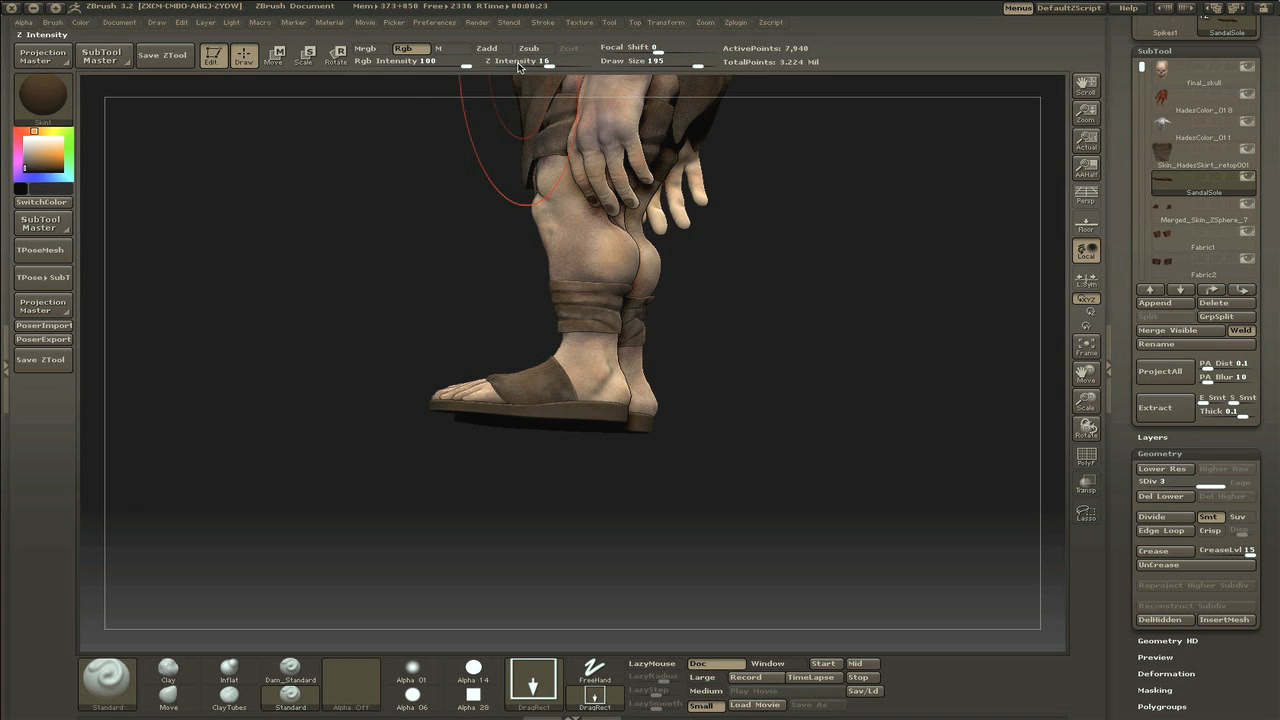 ZBrush 3.2 [ZXEM-EMBO-AHGJ-ZYDW] ZBrush Document Mem▸373+850 Free▸2336 RTime▸00:00:23 Menus DefaultZScript Help
Alpha Brush Color Document Draw Edit Layer Light Macro Marker Material Movie Picker Preferences Render Stencil Stroke Texture Tool Top Transform Zoom Zplugin Zscript
Z Intensity
Projection Master
SubTool Master
Save ZTool
Edit
Draw
Move
Scale
Rotate
Mrgb Rgb M Zadd Zsub Zcut
Rgb Intensity 100 Z Intensity 16
Focal Shift 0
Draw Size 195
ActivePoints: 7,940
TotalPoints: 3.224 Mil
Skin1
SwitchColor
SubTool Master
TPoseMesh
TPose▸SubT
Projection Master
PoserImport
PoserExport
Save ZTool
Scroll
Zoom
Actual
AAHalf
Persp
Floor
Local
L.Sym
XYZ
Frame
Move
Scale
Rotate
PolyF
Transp
Lasso
Spikes1 SandalSole
SubTool
final_skull
HadesColor_018
HadesColor_011
Skin_HadesSkirt_retop001
SandalSole
Merged_Skin_ZSphere_7
Fabric1
Fabric2
Append Delete
Split GrpSplit
Merge Visible Weld
Rename
ProjectAll PA Dist 0.1
PA Blur 10
Extract E Smt S Smt
Thick 0.1
Layers
Geometry
Lower Res Higher Res
SDiv 3 Cage
Del Lower Del Higher
Divide Smt Suv
Edge Loop Crisp Disp
Crease CreaseLvl 15
UnCrease
Reproject Higher Subdiv
Reconstruct Subdiv
DelHidden InsertMesh
Geometry HD
Preview
Deformation
Masking
Polygroups
Standard
Clay Inflat Dam_Standard
Move ClayTubes Standard
Alpha Off
Alpha 01 Alpha 14
Alpha 06 Alpha 28
DragRect
FreeHand
DragRect
LazyMouse
LazyRadius
LazyStep
LazySmooth
Doc Window Start Mid
Large Record TimeLapse Stop
Medium Play Movie Sav/Ld
Small Load Movie Save As